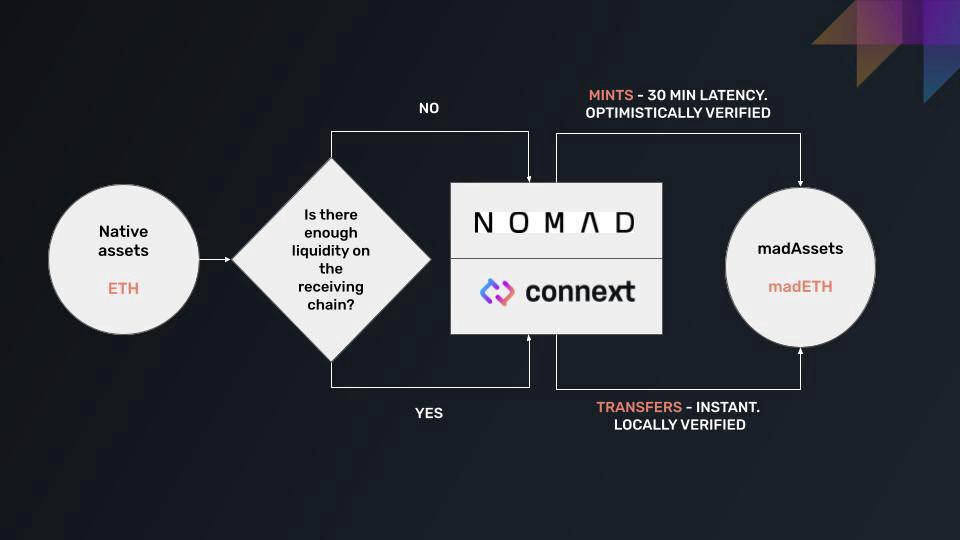 NO
MINTS - 30 MIN LATENCY.
OPTIMISTICALLY VERIFIED
Native
assets
ETH
Is there
enough
liquidity on
the
receiving
chain?
NOMAD
connext
madAssets
madETH
YES
TRANSFERS - INSTANT.
LOCALLY VERIFIED